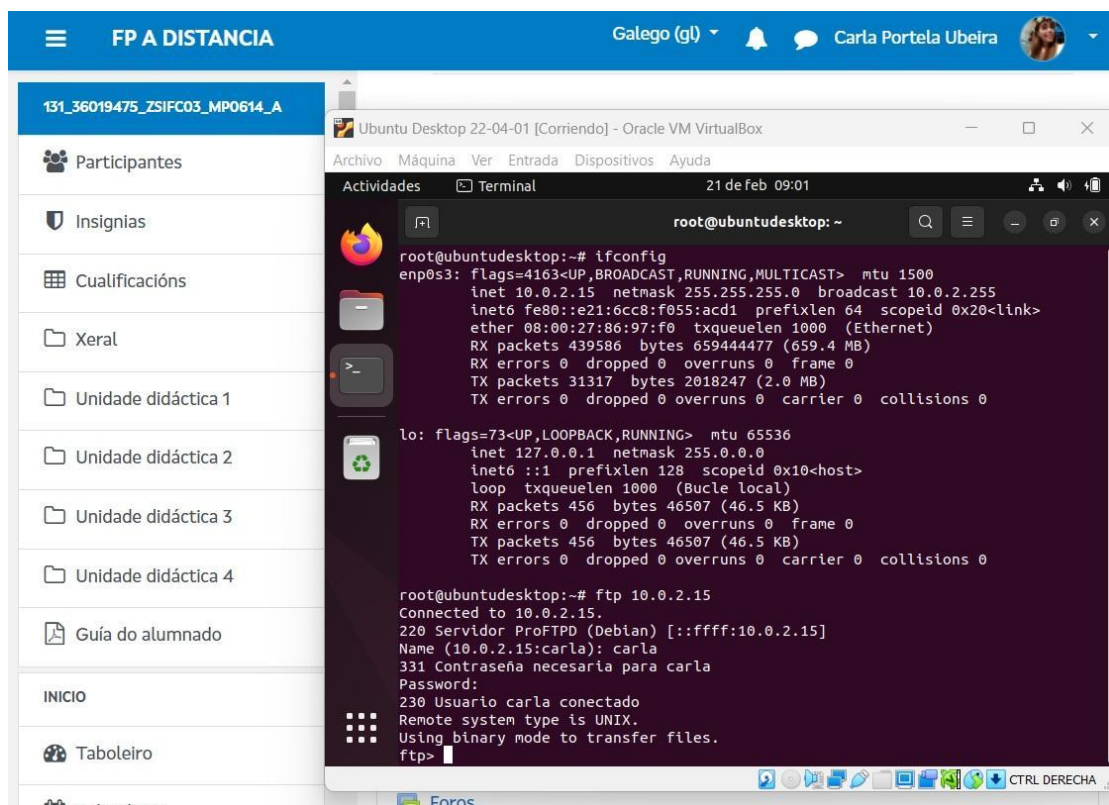 FP A DISTANCIA
Galego (gl)
Carla Portela Ubeira
131_36019475_ZSIFC03_MP0614_A
Participantes
Insignias
Cualificacións
Xeral
Unidade didáctica 1
Unidade didáctica 2
Unidade didáctica 3
Unidade didáctica 4
Guía do alumnado
INICIO
Taboleiro
Ubuntu Desktop 22-04-01 [Corriendo] - Oracle VM VirtualBox
Archivo Máquina Ver Entrada Dispositivos Ayuda
Actividades Terminal 21 de feb 09:01
root@ubuntudesktop: ~
root@ubuntudesktop:~# ifconfig
enp0s3: flags=4163<UP,BROADCAST,RUNNING,MULTICAST> mtu 1500
inet 10.0.2.15 netmask 255.255.255.0 broadcast 10.0.2.255
inet6 fe80::e21:6cc8:f055:acd1 prefixlen 64 scopeid 0x20<link>
ether 08:00:27:86:97:f0 txqueuelen 1000 (Ethernet)
RX packets 439586 bytes 659444477 (659.4 MB)
RX errors 0 dropped 0 overruns 0 frame 0
TX packets 31317 bytes 2018247 (2.0 MB)
TX errors 0 dropped 0 overruns 0 carrier 0 collisions 0
lo: flags=73<UP,LOOPBACK,RUNNING> mtu 65536
inet 127.0.0.1 netmask 255.0.0.0
inet6 ::1 prefixlen 128 scopeid 0x10<host>
loop txqueuelen 1000 (Bucle local)
RX packets 456 bytes 46507 (46.5 KB)
RX errors 0 dropped 0 overruns 0 frame 0
TX packets 456 bytes 46507 (46.5 KB)
TX errors 0 dropped 0 overruns 0 carrier 0 collisions 0
root@ubuntudesktop:~# ftp 10.0.2.15
Connected to 10.0.2.15.
220 Servidor ProFTPD (Debian) [::ffff:10.0.2.15]
Name (10.0.2.15:carla): carla
331 Contraseña necesaria para carla
Password:
230 Usuario carla conectado
Remote system type is UNIX.
Using binary mode to transfer files.
ftp>
CTRL DERECHA
Foros